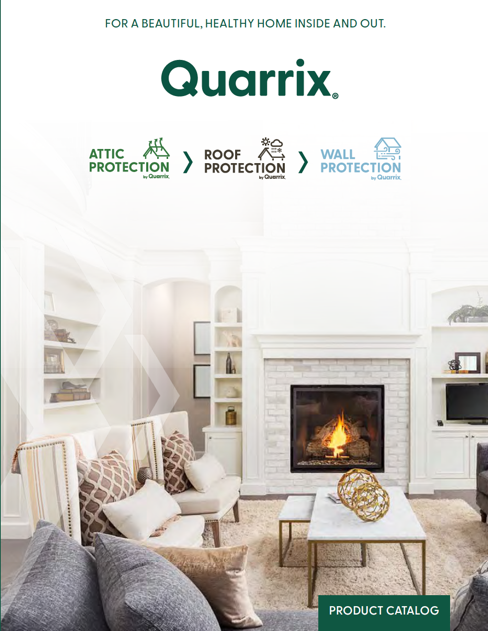 FOR A BEAUTIFUL, HEALTHY HOME INSIDE AND OUT.
Quarrix®
ATTIC
PROTECTION
by Quarrix.
ROOF
PROTECTION
by Quarrix.
WALL
PROTECTION
by Quarrix.
PRODUCT CATALOG